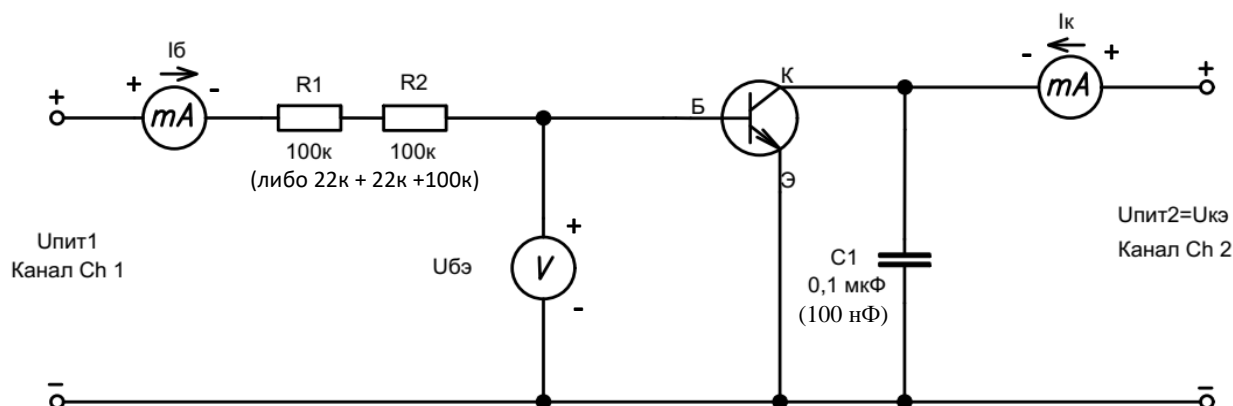 Iб
+
+ -
mA
R1
100к
R2
100к
(либо 22к + 22к +100к)
Uпит1
Канал Ch 1
Uбэ
+
V
-
Б
К
Э
C1
0,1 мкФ
(100 нФ)
Iк
- +
mA
+
Uпит2=Uкэ
Канал Ch 2
–
–